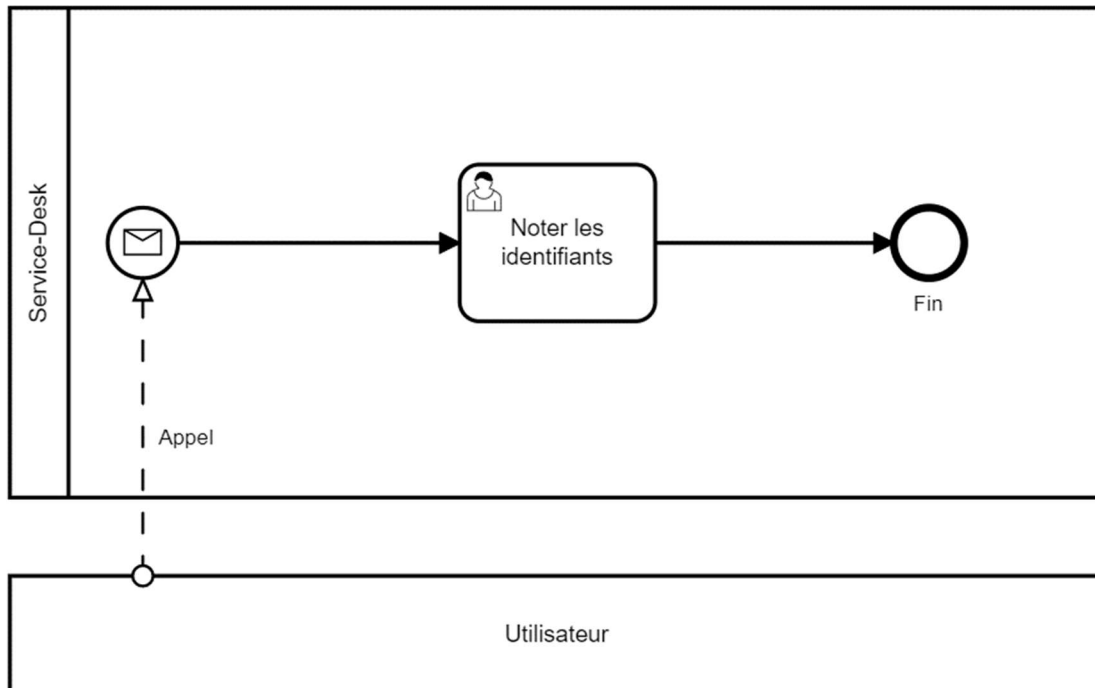 Service-Desk
Noter les
identifiants
Fin
Appel
Utilisateur